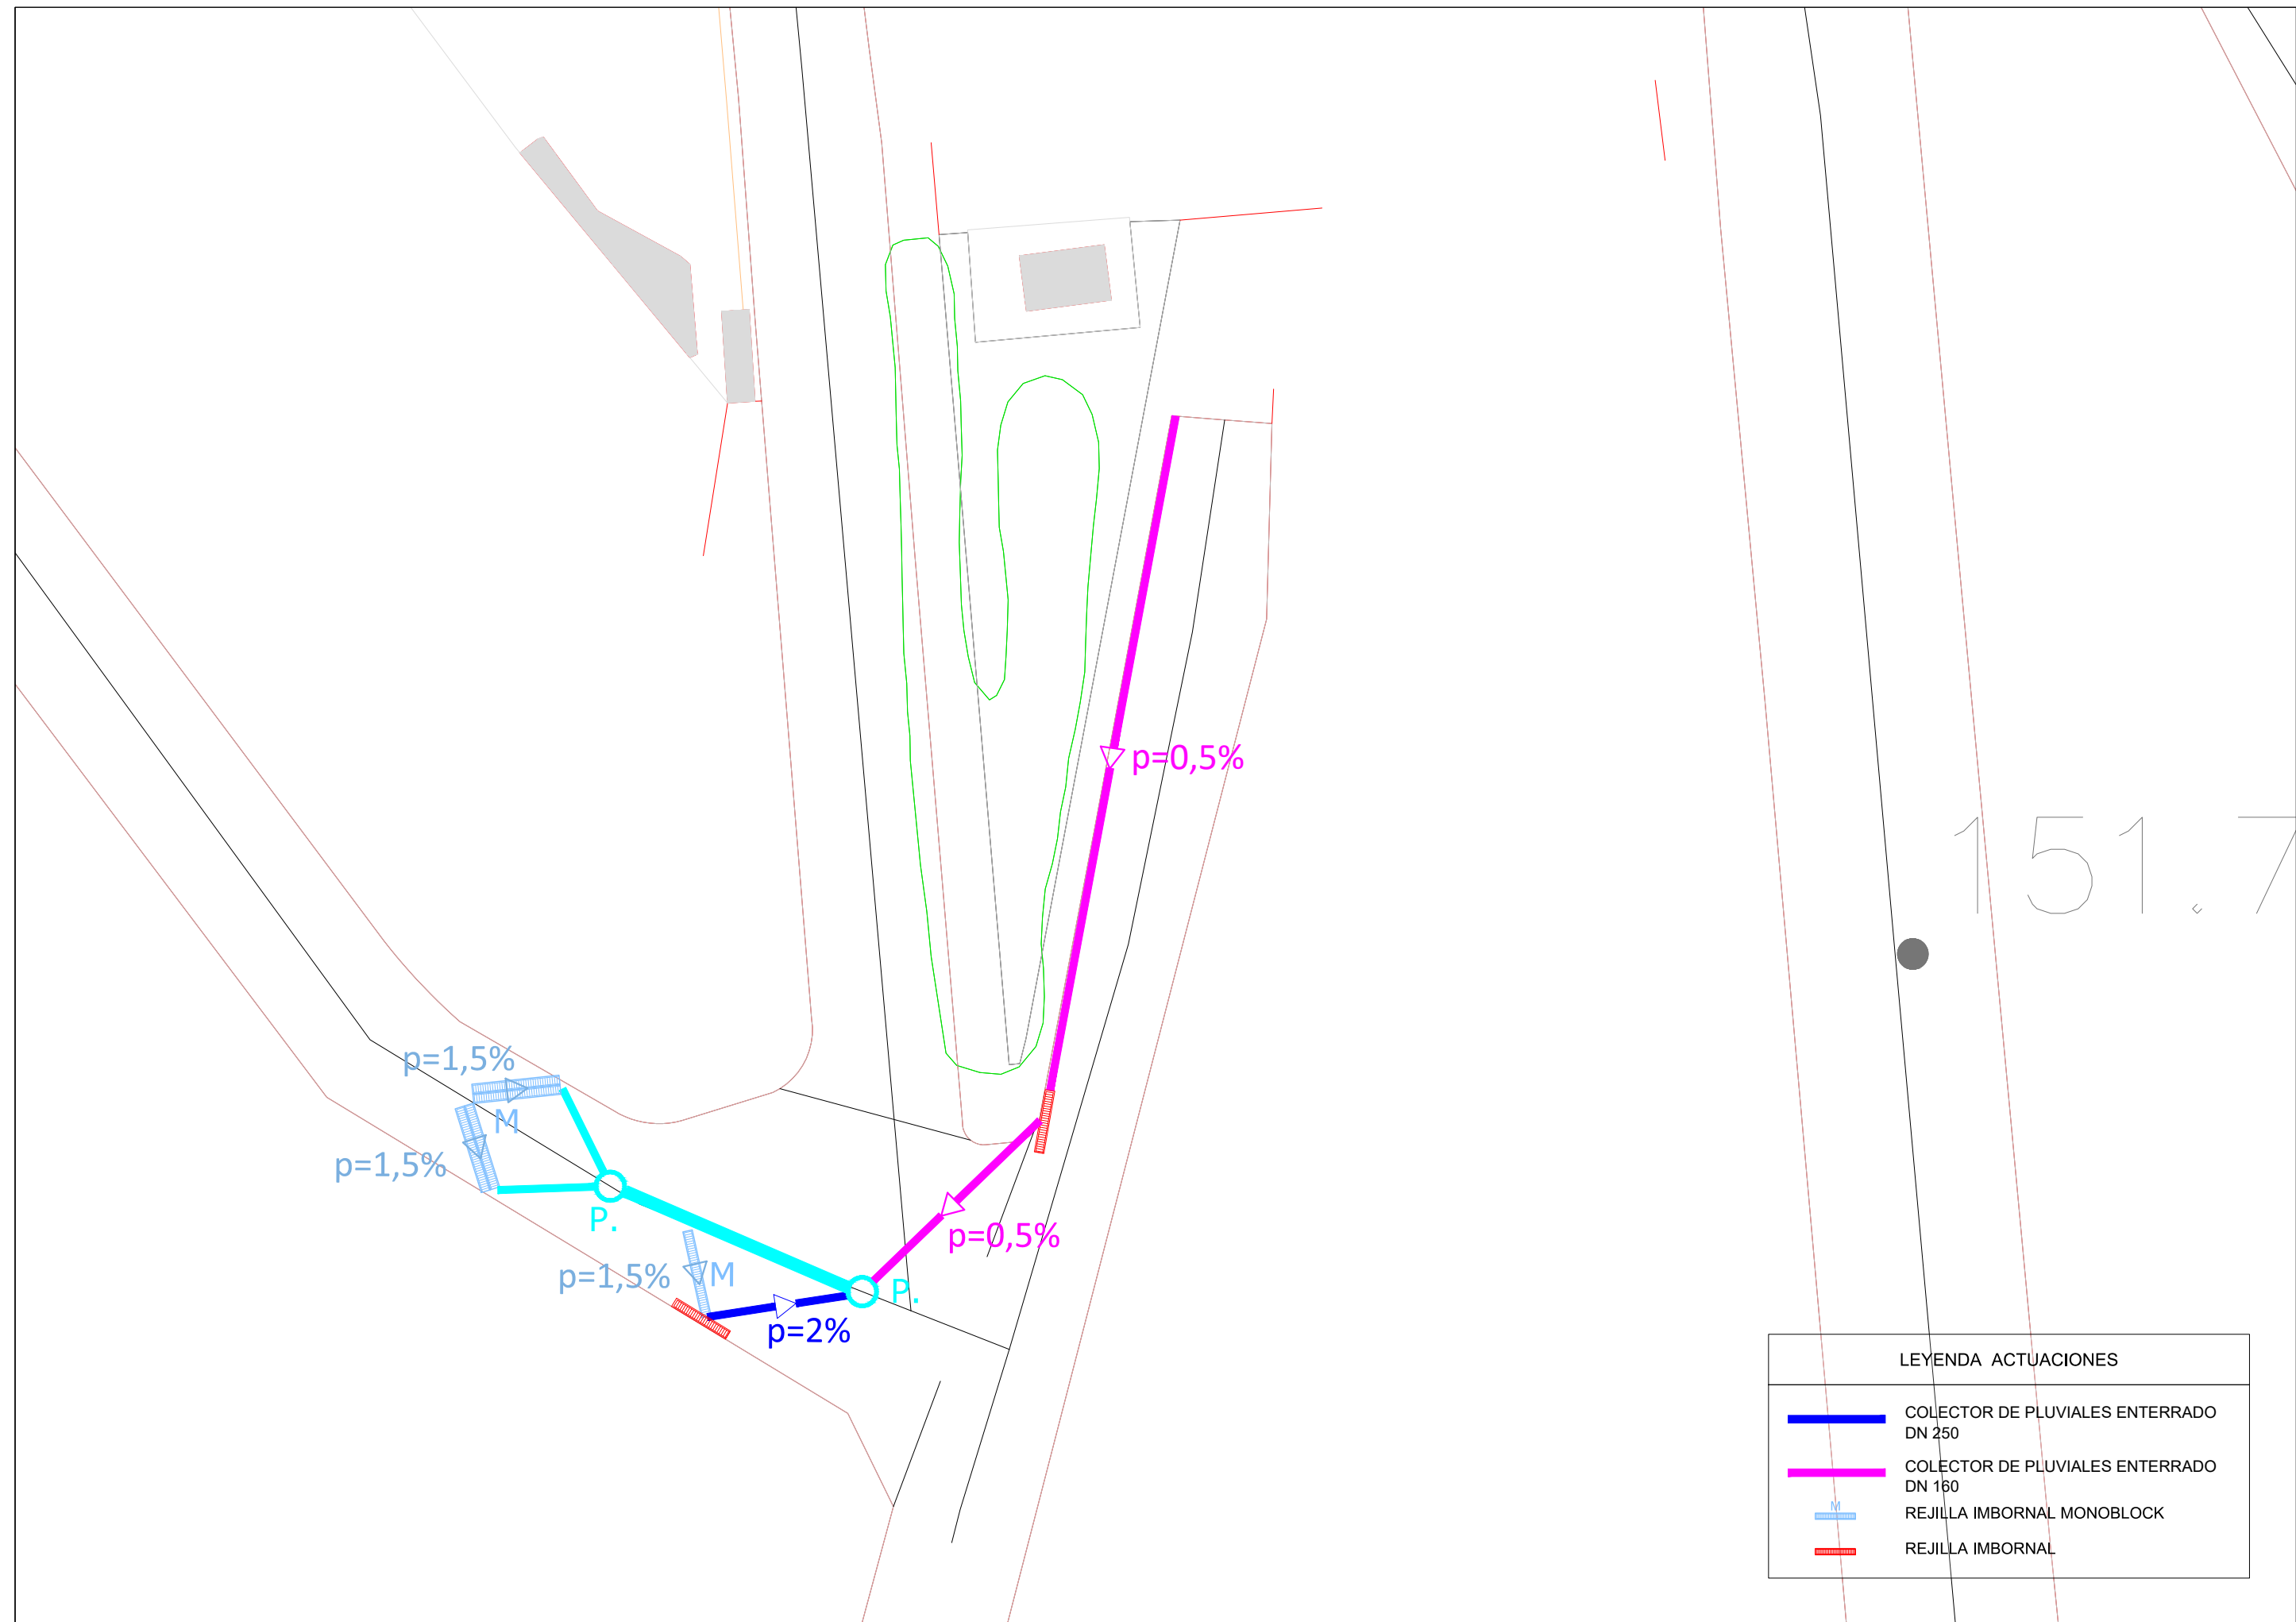 p=0,5%
151.7
p=1,5%
M
p=1,5%
P.
p=0,5%
p=1,5%
M
P.
p=2%
LEYENDA ACTUACIONES
COLECTOR DE PLUVIALES ENTERRADO
DN 250
COLECTOR DE PLUVIALES ENTERRADO
DN 160
M
REJILLA IMBORNAL MONOBLOCK
REJILLA IMBORNAL